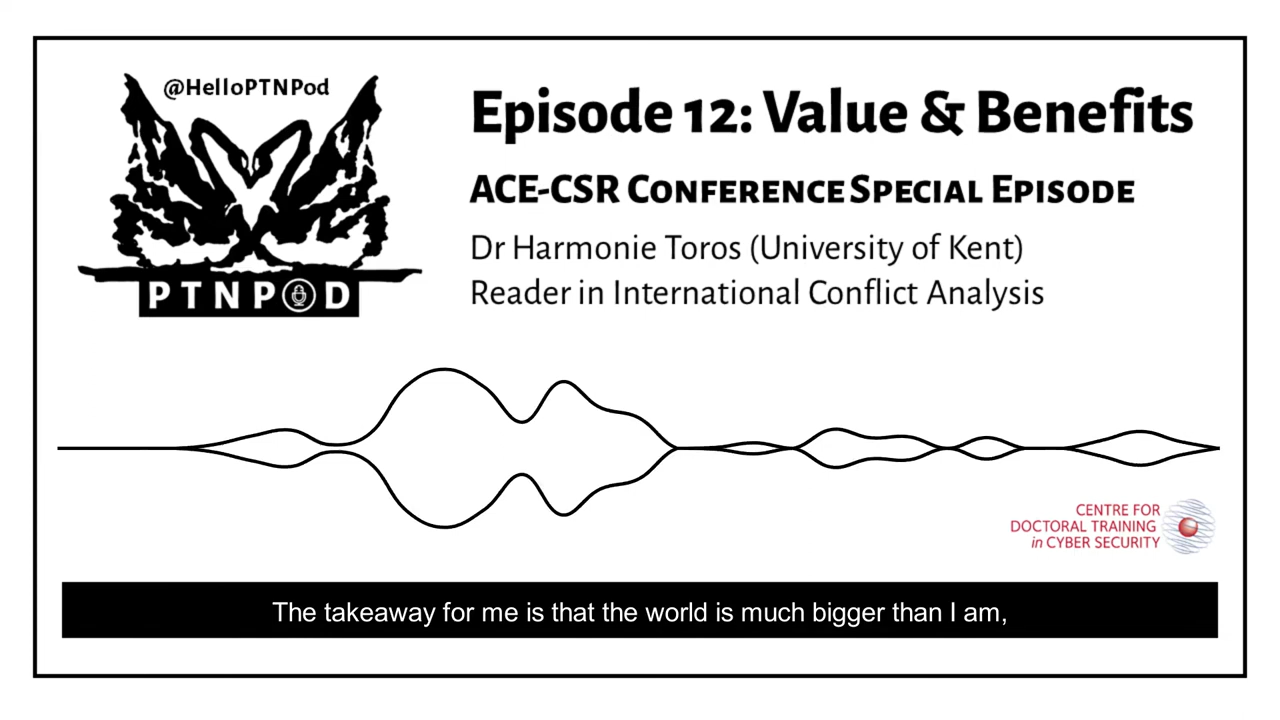 @HelloPTNPod
PTNPOD
Episode 12: Value & Benefits
ACE-CSR Conference Special Episode
Dr Harmonie Toros (University of Kent)
Reader in International Conflict Analysis
CENTRE FOR
DOCTORAL TRAINING
in CYBER SECURITY
The takeaway for me is that the world is much bigger than I am,